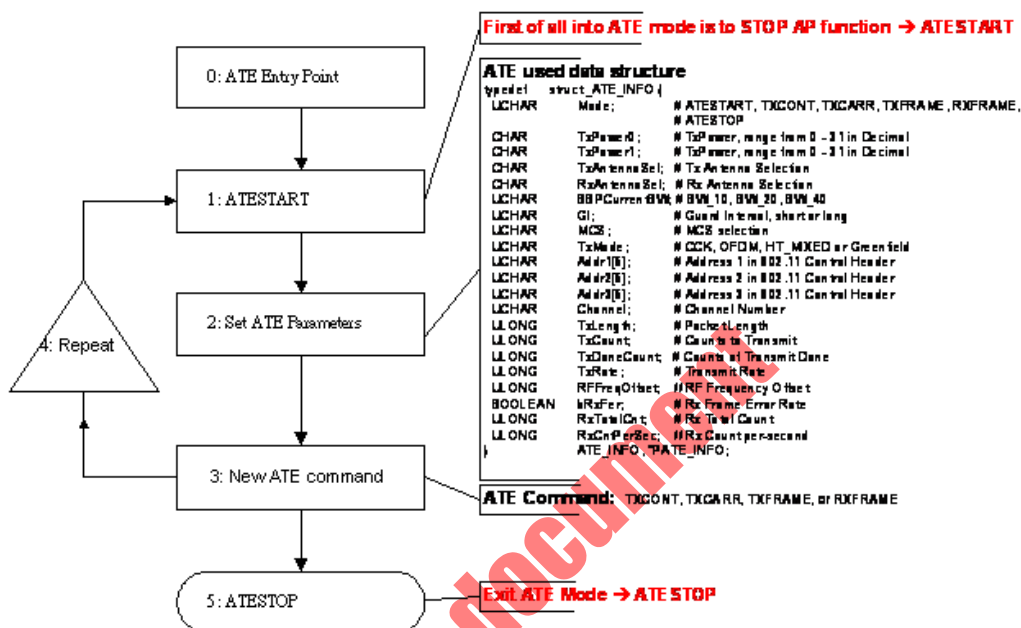 First of all into ATE mode is to STOP AP function → ATESTART
0: ATE Entry Point
1: ATESTART
2: Set ATE Parameters
4: Repeat
3: New ATE command
5: ATESTOP
ATE used data structure
typedef struct_ATE_INFO {
UCHAR Mode; # ATESTART, TXCONT, TXCARR, TXFRAME, RXFRAME,
# ATESTOP
CHAR TxPower0; # TxPower, range from 0 ~ 31 in Decimal
CHAR TxPower1; # TxPower, range from 0 ~ 31 in Decimal
CHAR TxAntennaSel; # Tx Antenna Selection
CHAR RxAntennaSel; # Rx Antenna Selection
UCHAR BBPCurrentBW; # BW_10, BW_20, BW_40
UCHAR GI; # Guard Interval, short or long
UCHAR MCS; # MCS selection
UCHAR TxMode; # CCK, OFDM, HT_MIXED or Greenfield
UCHAR Addr1[6]; # Address 1 in 802.11 Control Header
UCHAR Addr2[6]; # Address 2 in 802.11 Control Header
UCHAR Addr3[6]; # Address 3 in 802.11 Control Header
UCHAR Channel; # Channel Number
ULONG TxLength; # PacketLength
ULONG TxCount; # Counts to Transmit
ULONG TxDoneCount; # Counts of Transmit Done
ULONG TxRate; # Transmit Rate
ULONG RFFreqOffset; # RF Frequency Offset
BOOLEAN bRxFer; # Rx Frame Error Rate
ULONG RxTotalCnt; # Rx Total Count
ULONG RxCntPerSec; # Rx Count per-second
} ATE_INFO, *PATE_INFO;
ATE Command: TXCONT, TXCARR, TXFRAME, or RXFRAME
Exit ATE Mode → ATESTOP
document